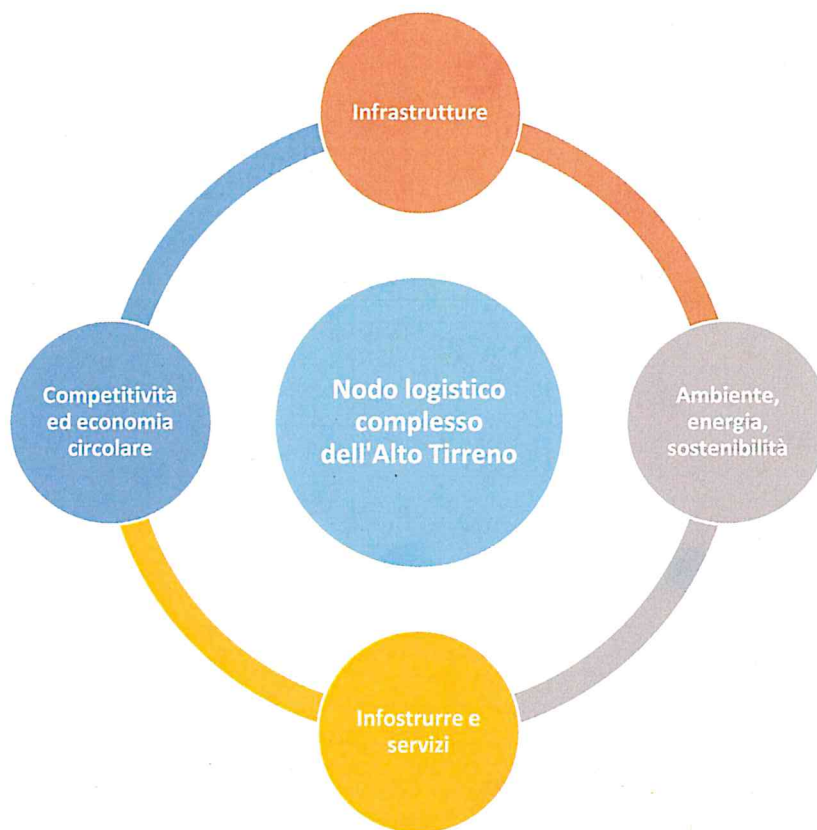 Infrastrutture
Competitività
ed economia
circolare
Nodo logistico
complesso
dell'Alto Tirreno
Ambiente,
energia,
sostenibilità
Infostrurre e
servizi